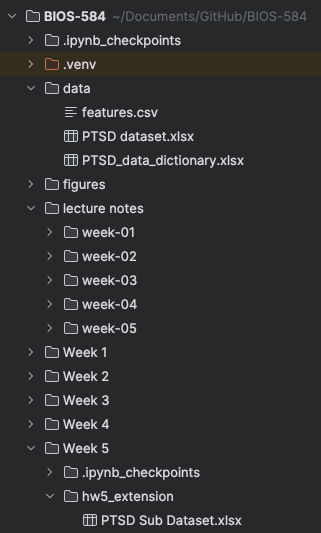 BIOS-584 ~/Documents/GitHub/BIOS-584
.ipynb_checkpoints
.venv
data
features.csv
PTSD dataset.xlsx
PTSD_data_dictionary.xlsx
figures
lecture notes
week-01
week-02
week-03
week-04
week-05
Week 1
Week 2
Week 3
Week 4
Week 5
.ipynb_checkpoints
hw5_extension
PTSD Sub Dataset.xlsx